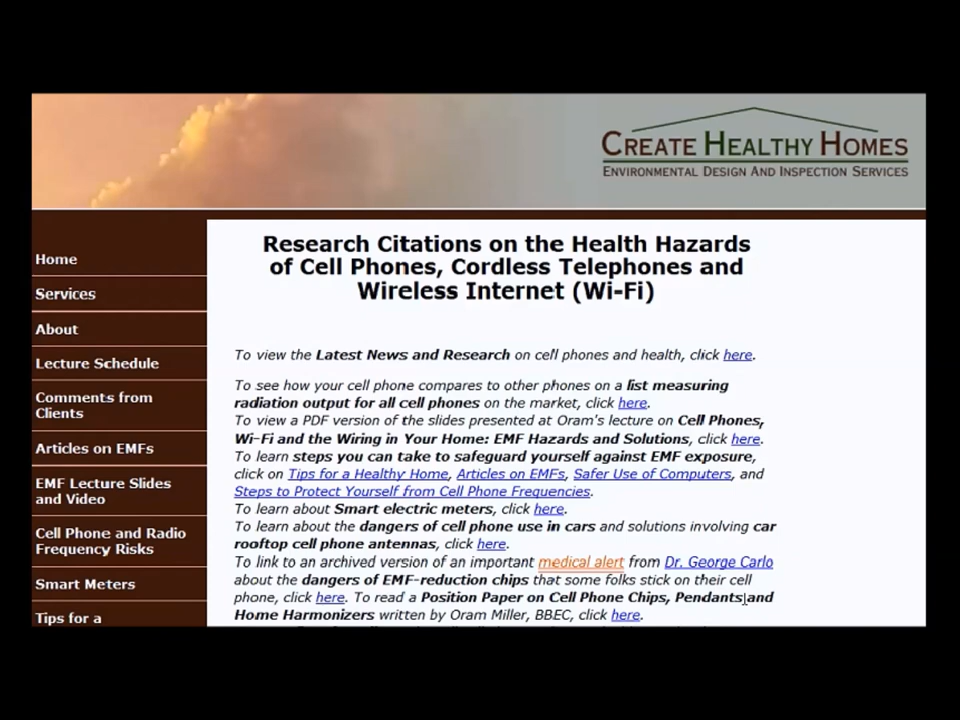 CREATE HEALTHY HOMES
ENVIRONMENTAL DESIGN AND INSPECTION SERVICES
Home
Services
About
Lecture Schedule
Comments from
Clients
Articles on EMFs
EMF Lecture Slides
and Video
Cell Phone and Radio
Frequency Risks
Smart Meters
Tips for a
Research Citations on the Health Hazards
of Cell Phones, Cordless Telephones and
Wireless Internet (Wi-Fi)
To view the Latest News and Research on cell phones and health, click here.
To see how your cell phone compares to other phones on a list measuring
radiation output for all cell phones on the market, click here.
To view a PDF version of the slides presented at Oram's lecture on Cell Phones,
Wi-Fi and the Wiring in Your Home: EMF Hazards and Solutions, click here.
To learn steps you can take to safeguard yourself against EMF exposure,
click on Tips for a Healthy Home, Articles on EMFs, Safer Use of Computers, and
Steps to Protect Yourself from Cell Phone Frequencies.
To learn about Smart electric meters, click here.
To learn about the dangers of cell phone use in cars and solutions involving car
rooftop cell phone antennas, click here.
To link to an archived version of an important medical alert from Dr. George Carlo
about the dangers of EMF-reduction chips that some folks stick on their cell
phone, click here. To read a Position Paper on Cell Phone Chips, Pendants and
Home Harmonizers written by Oram Miller, BBEC, click here.